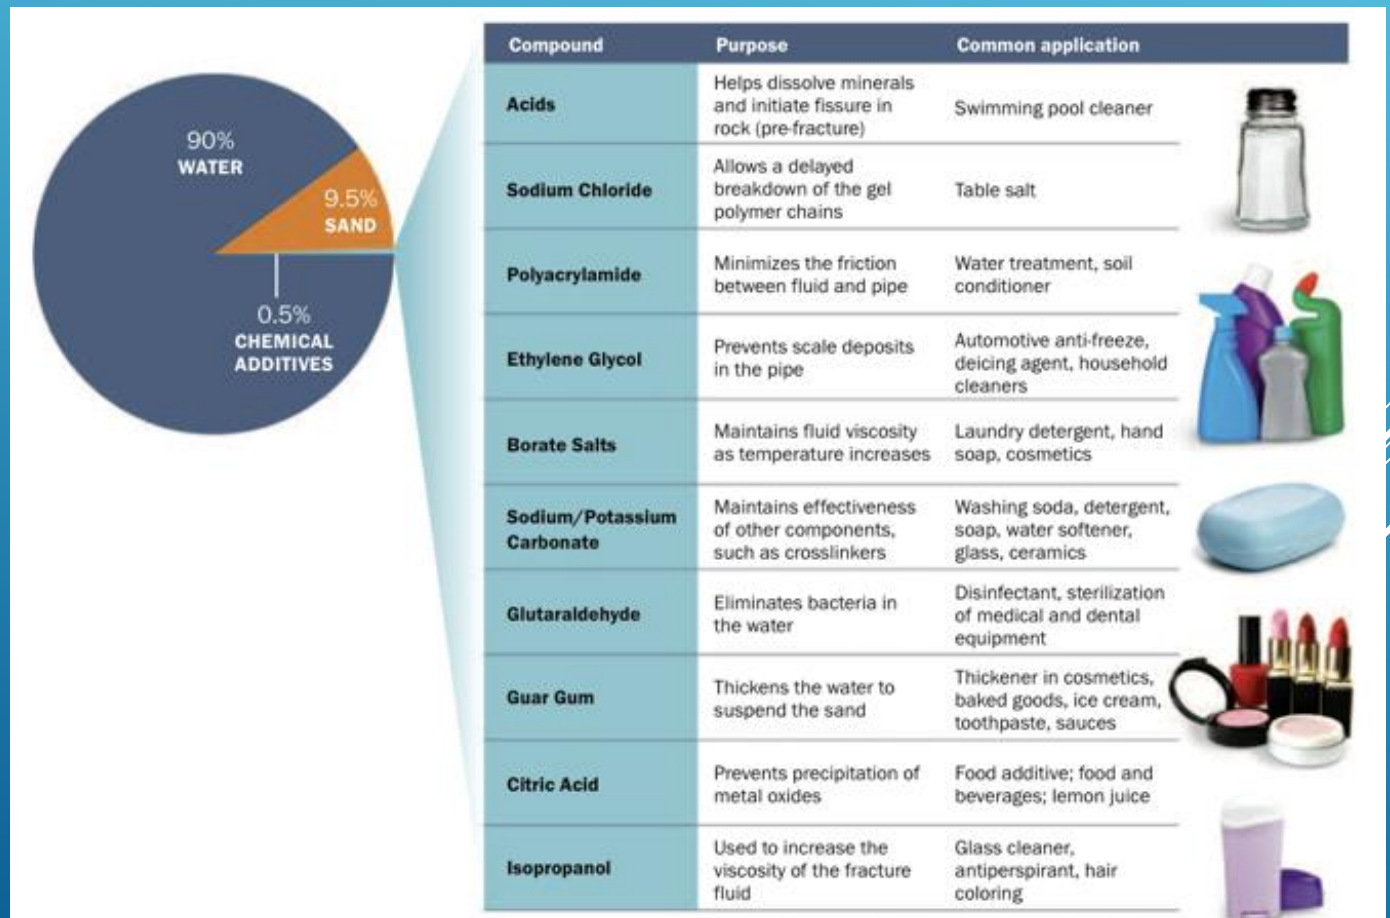 90%
WATER
9.5%
SAND
0.5%
CHEMICAL
ADDITIVES
Compound Purpose Common application
Acids
Helps dissolve minerals
and initiate fissure in
rock (pre-fracture)
Swimming pool cleaner
Sodium Chloride
Allows a delayed
breakdown of the gel
polymer chains
Table salt
Polyacrylamide
Minimizes the friction
between fluid and pipe
Water treatment, soil
conditioner
Ethylene Glycol
Prevents scale deposits
in the pipe
Automotive anti-freeze,
deicing agent, household
cleaners
Borate Salts
Maintains fluid viscosity
as temperature increases
Laundry detergent, hand
soap, cosmetics
Sodium/Potassium
Carbonate
Maintains effectiveness
of other components,
such as crosslinkers
Washing soda, detergent,
soap, water softener,
glass, ceramics
Glutaraldehyde
Eliminates bacteria in
the water
Disinfectant, sterilization
of medical and dental
equipment
Guar Gum
Thickens the water to
suspend the sand
Thickener in cosmetics,
baked goods, ice cream,
toothpaste, sauces
Citric Acid
Prevents precipitation of
metal oxides
Food additive; food and
beverages; lemon juice
Isopropanol
Used to increase the
viscosity of the fracture
fluid
Glass cleaner,
antiperspirant, hair
coloring